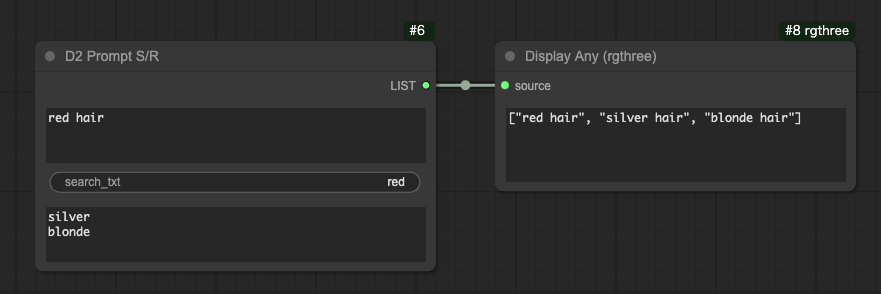 #6
D2 Prompt S/R
LIST
red hair
search_txt red
silver
blonde
#8 rgthree
Display Any (rgthree)
source
["red hair", "silver hair", "blonde hair"]